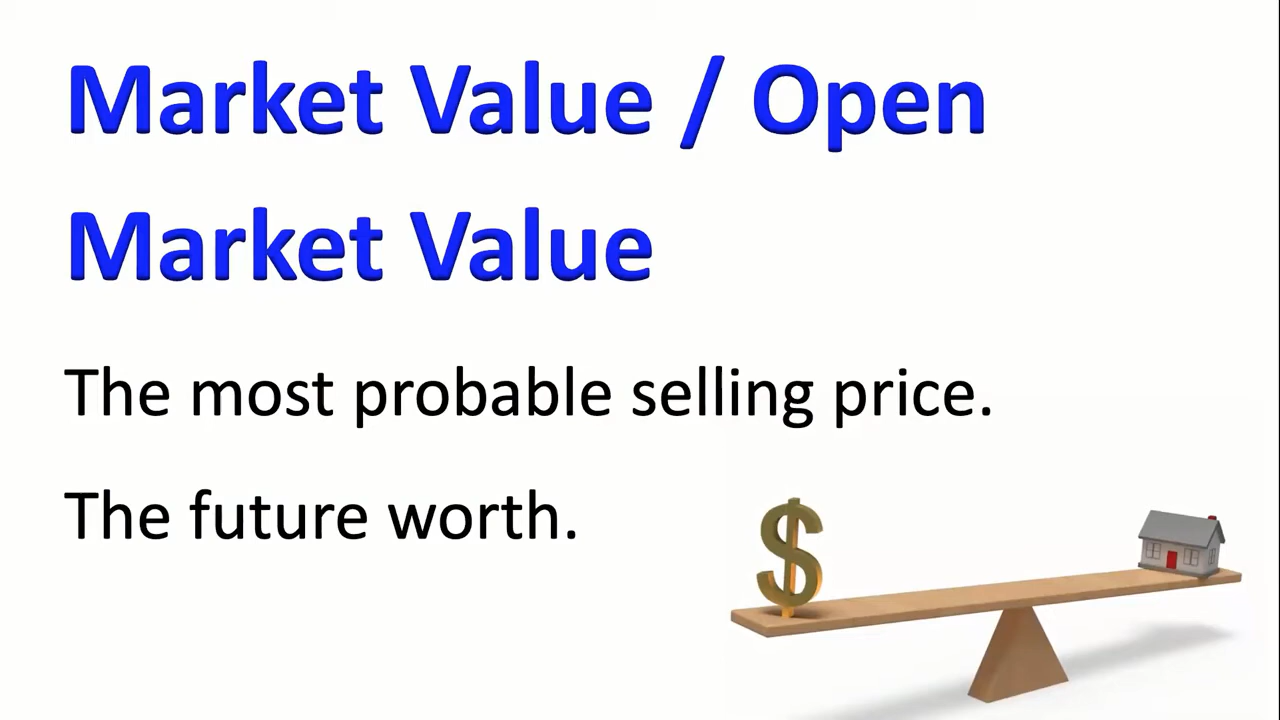 Market Value / Open
Market Value
The most probable selling price.
The future worth.
$